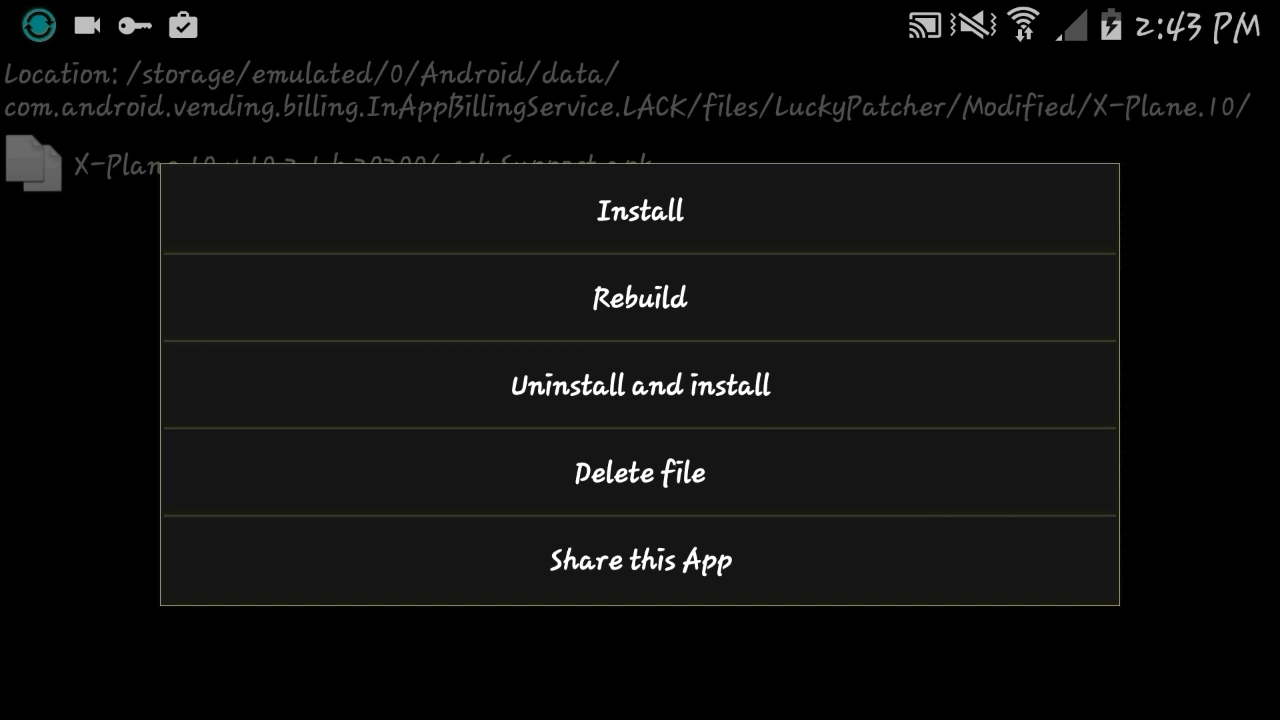 2:43 PM
Location: /storage/emulated/0/Android/data/
com.android.vending.billing.InAppBillingService.LACK/files/LuckyPatcher/Modified/X-Plane.10/
Install
Rebuild
Uninstall and install
Delete file
Share this App